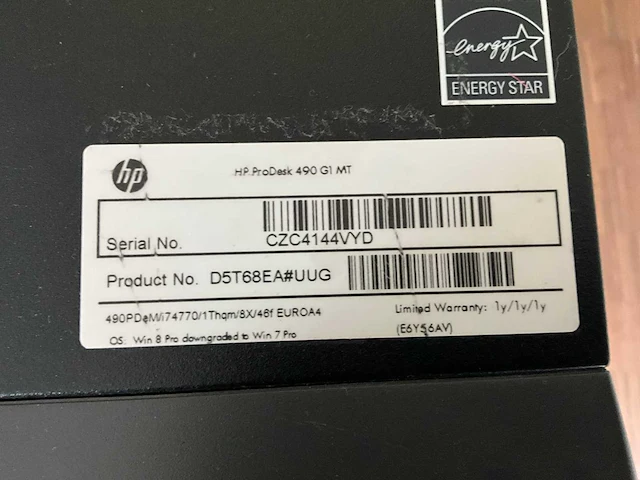 energy
ENERGY STAR
hp
HP ProDesk 490 G1 MT
Serial No. CZC4144VYD
Product No. D5T68EA#UUG
490PDeM/i74770/1Thqm/8X/46f EUROA4
Limited Warranty: 1y/1y/1y
(E6Y56AV)
OS: Win 8 Pro downgraded to Win 7 Pro